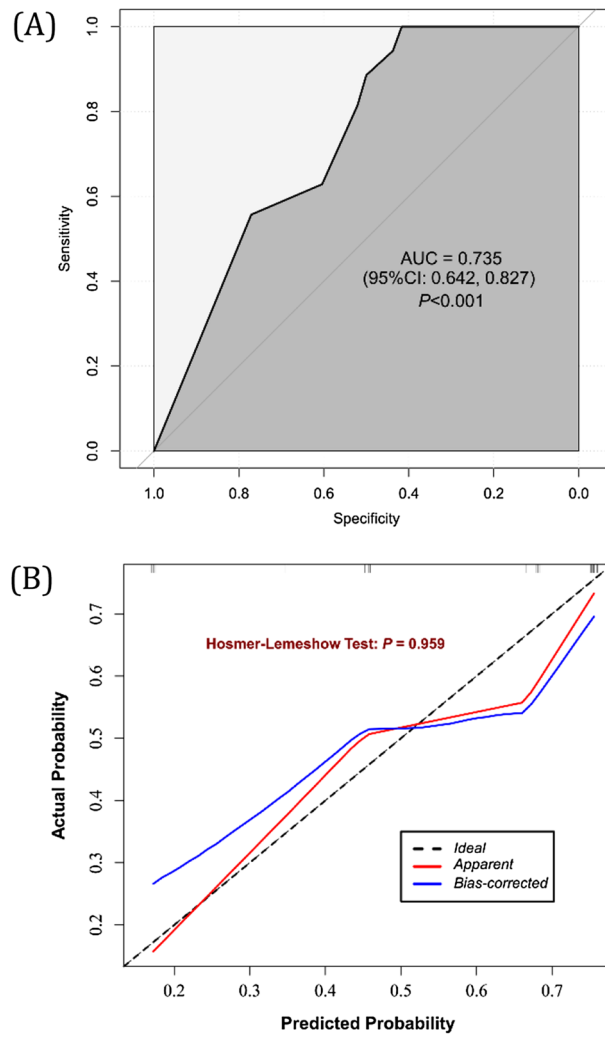 (A)
1.0
0.8
0.6
0.4
0.2
0.0
Sensitivity
AUC = 0.735
(95%CI: 0.642, 0.827)
P<0.001
1.0 0.8 0.6 0.4 0.2 0.0
Specificity
(B)
0.7
0.6
0.5
0.4
0.3
0.2
Actual Probability
Hosmer-Lemeshow Test: P = 0.959
Ideal
Apparent
Bias-corrected
0.2 0.3 0.4 0.5 0.6 0.7
Predicted Probability